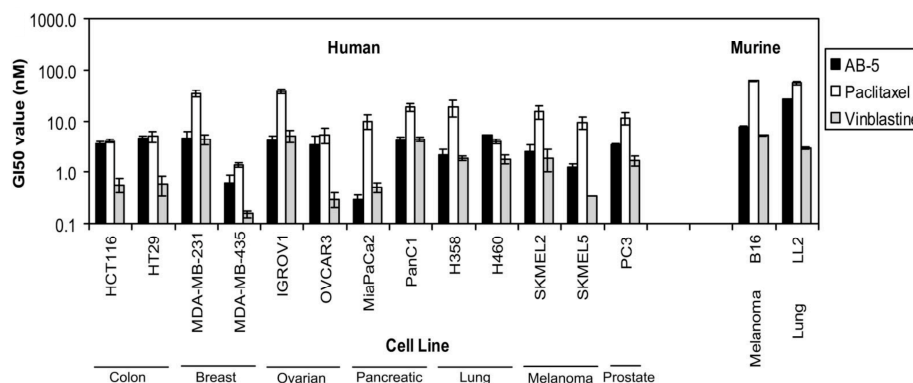 1000.0
100.0
10.0
1.0
0.1
GI50 value (nM)
Human
Murine
AB-5
Paclitaxel
Vinblastine
HCT116
HT29
MDA-MB-231
MDA-MB-435
IGROV1
OVCAR3
MiaPaCa2
PanC1
H358
H460
SKMEL2
SKMEL5
PC3
B16
LL2
Melanoma
Lung
Cell Line
Colon
Breast
Ovarian
Pancreatic
Lung
Melanoma
Prostate